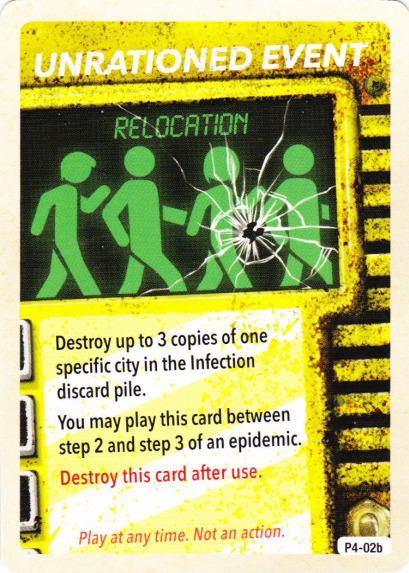 UNRATIONED EVENT
RELOCATION
Destroy up to 3 copies of one
specific city in the Infection
discard pile.
You may play this card between
step 2 and step 3 of an epidemic.
Destroy this card after use.
Play at any time. Not an action.
P4-02b